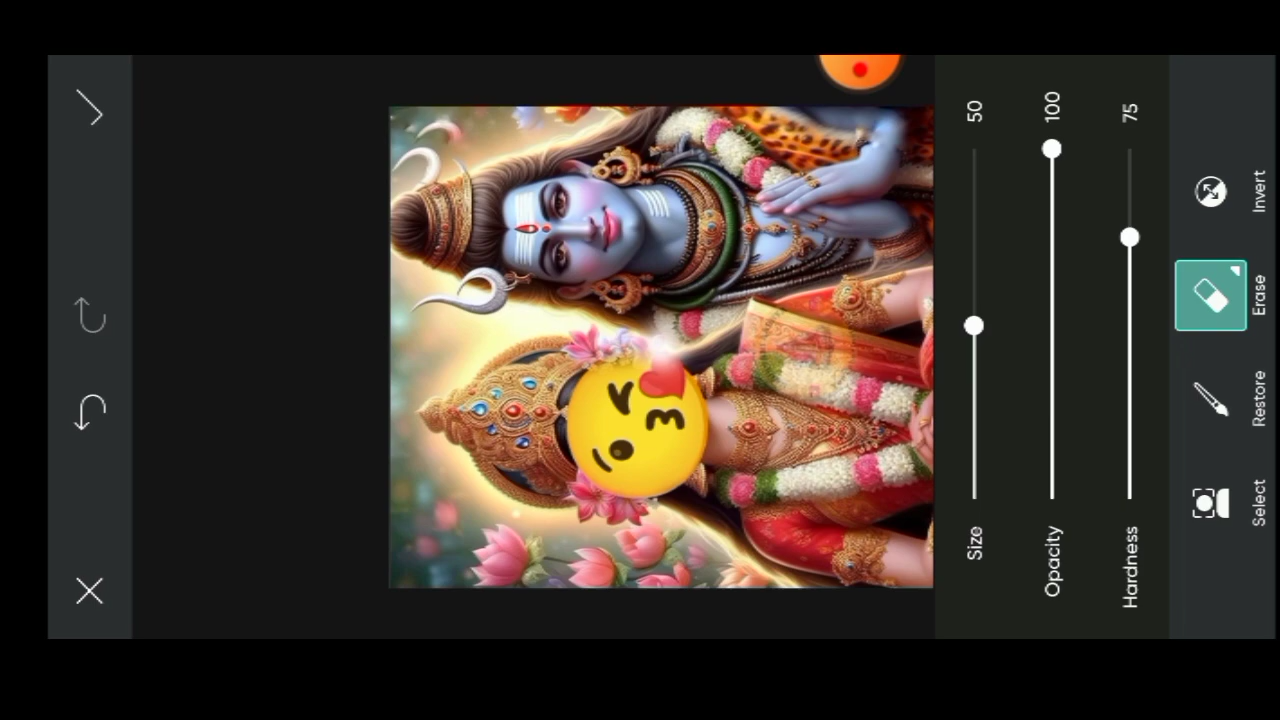 Size 50
Opacity 100
Hardness 75
Select
Restore
Erase
Invert